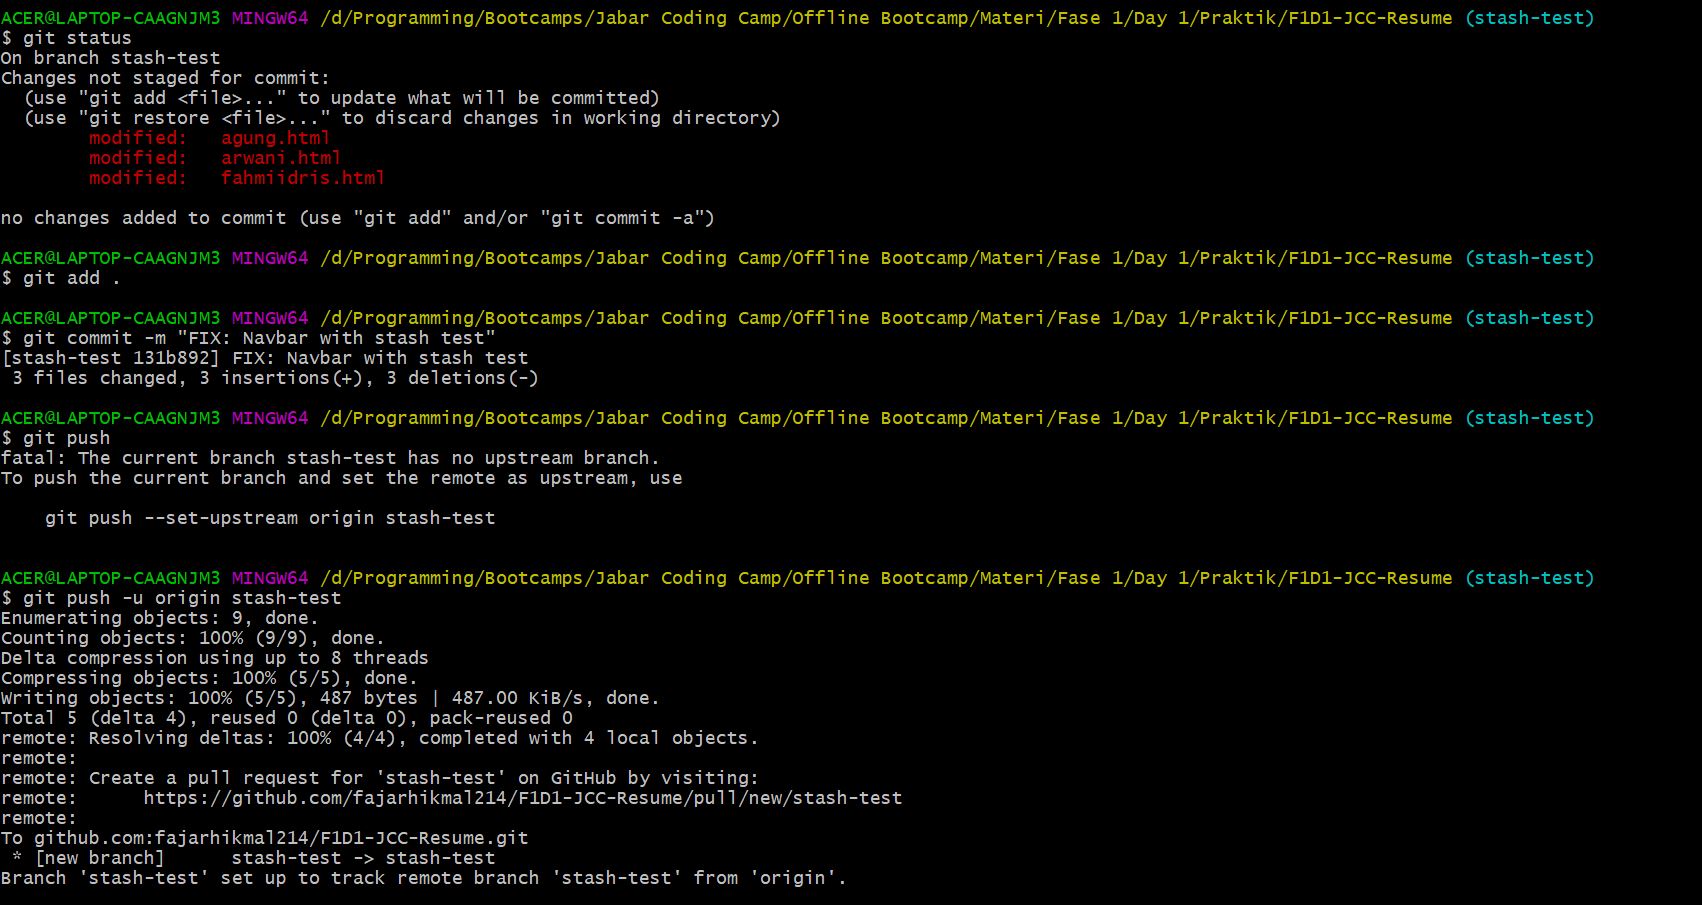 ACER@LAPTOP-CAAGNJM3 MINGW64 /d/Programming/Bootcamps/Jabar Coding Camp/Offline Bootcamp/Materi/Fase 1/Day 1/Praktik/F1D1-JCC-Resume (stash-test)
$ git status
On branch stash-test
Changes not staged for commit:
  (use "git add <file>..." to update what will be committed)
  (use "git restore <file>..." to discard changes in working directory)
        modified:   agung.html
        modified:   arwani.html
        modified:   fahmiidris.html

no changes added to commit (use "git add" and/or "git commit -a")

ACER@LAPTOP-CAAGNJM3 MINGW64 /d/Programming/Bootcamps/Jabar Coding Camp/Offline Bootcamp/Materi/Fase 1/Day 1/Praktik/F1D1-JCC-Resume (stash-test)
$ git add .

ACER@LAPTOP-CAAGNJM3 MINGW64 /d/Programming/Bootcamps/Jabar Coding Camp/Offline Bootcamp/Materi/Fase 1/Day 1/Praktik/F1D1-JCC-Resume (stash-test)
$ git commit -m "FIX: Navbar with stash test"
[stash-test 131b892] FIX: Navbar with stash test
 3 files changed, 3 insertions(+), 3 deletions(-)

ACER@LAPTOP-CAAGNJM3 MINGW64 /d/Programming/Bootcamps/Jabar Coding Camp/Offline Bootcamp/Materi/Fase 1/Day 1/Praktik/F1D1-JCC-Resume (stash-test)
$ git push
fatal: The current branch stash-test has no upstream branch.
To push the current branch and set the remote as upstream, use

    git push --set-upstream origin stash-test


ACER@LAPTOP-CAAGNJM3 MINGW64 /d/Programming/Bootcamps/Jabar Coding Camp/Offline Bootcamp/Materi/Fase 1/Day 1/Praktik/F1D1-JCC-Resume (stash-test)
$ git push -u origin stash-test
Enumerating objects: 9, done.
Counting objects: 100% (9/9), done.
Delta compression using up to 8 threads
Compressing objects: 100% (5/5), done.
Writing objects: 100% (5/5), 487 bytes | 487.00 KiB/s, done.
Total 5 (delta 4), reused 0 (delta 0), pack-reused 0
remote: Resolving deltas: 100% (4/4), completed with 4 local objects.
remote:
remote: Create a pull request for 'stash-test' on GitHub by visiting:
remote:      https://github.com/fajarhikmal214/F1D1-JCC-Resume/pull/new/stash-test
remote:
To github.com:fajarhikmal214/F1D1-JCC-Resume.git
 * [new branch]      stash-test -> stash-test
Branch 'stash-test' set up to track remote branch 'stash-test' from 'origin'.